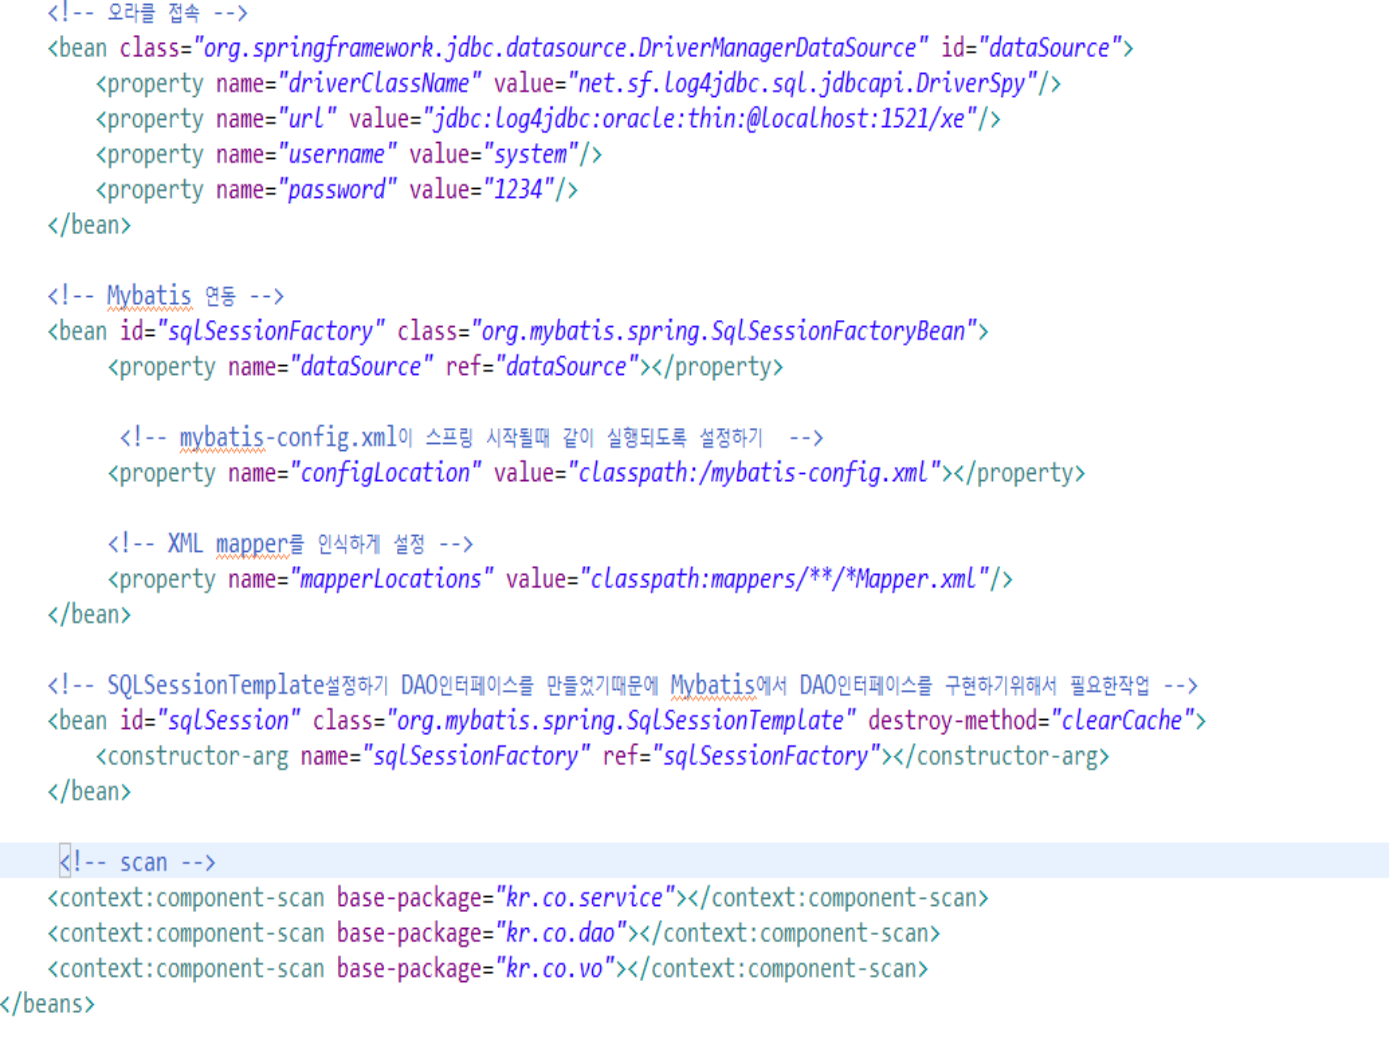 <!-- 오라클 접속 -->
<bean class="org.springframework.jdbc.datasource.DriverManagerDataSource" id="dataSource">
<property name="driverClassName" value="net.sf.log4jdbc.sql.jdbcapi.DriverSpy"/>
<property name="url" value="jdbc:log4jdbc:oracle:thin:@localhost:1521/xe"/>
<property name="username" value="system"/>
<property name="password" value="1234"/>
</bean>
<!-- Mybatis 연동 -->
<bean id="sqlSessionFactory" class="org.mybatis.spring.SqlSessionFactoryBean">
<property name="dataSource" ref="dataSource"></property>
<!-- mybatis-config.xml이 스프링 시작될때 같이 실행되도록 설정하기  -->
<property name="configLocation" value="classpath:/mybatis-config.xml"></property>
<!-- XML mapper를 인식하게 설정 -->
<property name="mapperLocations" value="classpath:mappers/**/*Mapper.xml"/>
</bean>
<!-- SQLSessionTemplate설정하기 DAO인터페이스를 만들었기때문에 Mybatis에서 DAO인터페이스를 구현하기위해서 필요한작업 -->
<bean id="sqlSession" class="org.mybatis.spring.SqlSessionTemplate" destroy-method="clearCache">
<constructor-arg name="sqlSessionFactory" ref="sqlSessionFactory"></constructor-arg>
</bean>
<!-- scan -->
<context:component-scan base-package="kr.co.service"></context:component-scan>
<context:component-scan base-package="kr.co.dao"></context:component-scan>
<context:component-scan base-package="kr.co.vo"></context:component-scan>
</beans>